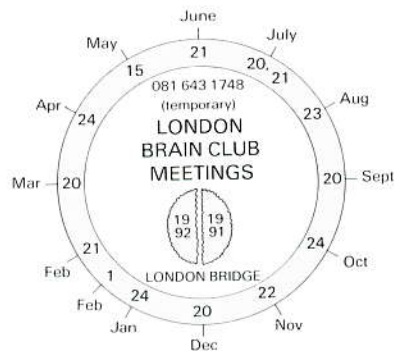 June
May
July
21
15
20,
21
081 643 1748
(temporary)
Apr
24
23
Aug
LONDON
BRAIN CLUB
MEETINGS
Mar
20
20
Sept
19
92
19
91
21
24
Feb
Oct
1
LONDON BRIDGE
Feb
24
22
Jan
20
Nov
Dec